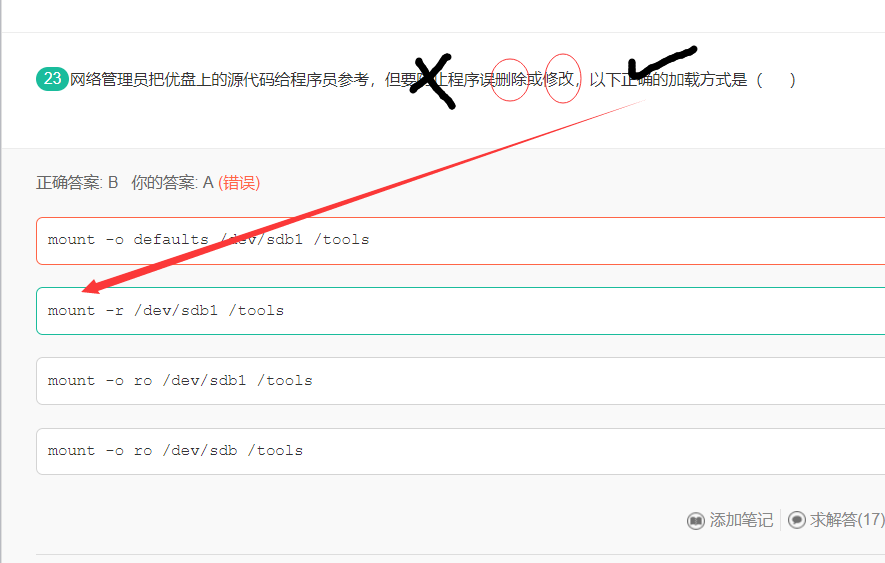 23 网络管理员把优盘上的源代码给程序员参考，但要止程序误删除或修改，以下正确的加载方式是（ ）
正确答案: B 你的答案: A (错误)
mount -o defaults /dev/sdb1 /tools
mount -r /dev/sdb1 /tools
mount -o ro /dev/sdb1 /tools
mount -o ro /dev/sdb /tools
添加笔记 求解答(17)